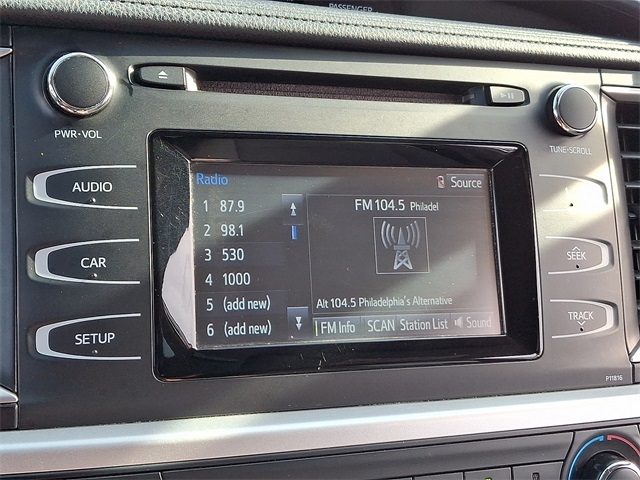 PASSENGER
PWR•VOL
TUNE•SCROLL
AUDIO
CAR
SETUP
SEEK
TRACK
Radio
Source
1 87.9
2 98.1
3 530
4 1000
5 (add new)
6 (add new)
FM 104.5 Philadel
Alt 104.5 Philadelphia's Alternative
FM Info SCAN Station List Sound
P11816